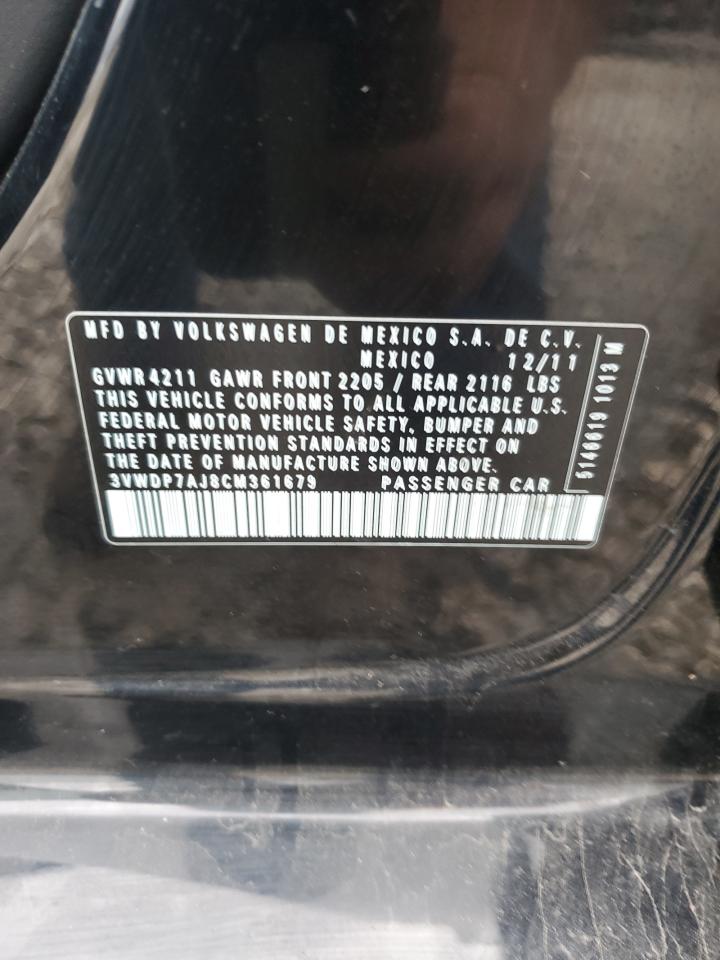 MFD BY VOLKSWAGEN DE MEXICO S.A. DE C.V.
MEXICO 12/11
GVWR 4211 GAWR FRONT 2205 / REAR 2116 LBS
THIS VEHICLE CONFORMS TO ALL APPLICABLE U.S.
FEDERAL MOTOR VEHICLE SAFETY, BUMPER AND
THEFT PREVENTION STANDARDS IN EFFECT ON
THE DATE OF MANUFACTURE SHOWN ABOVE.
3VWDP7AJ8CM361679 PASSENGER CAR
5146619 1013 M